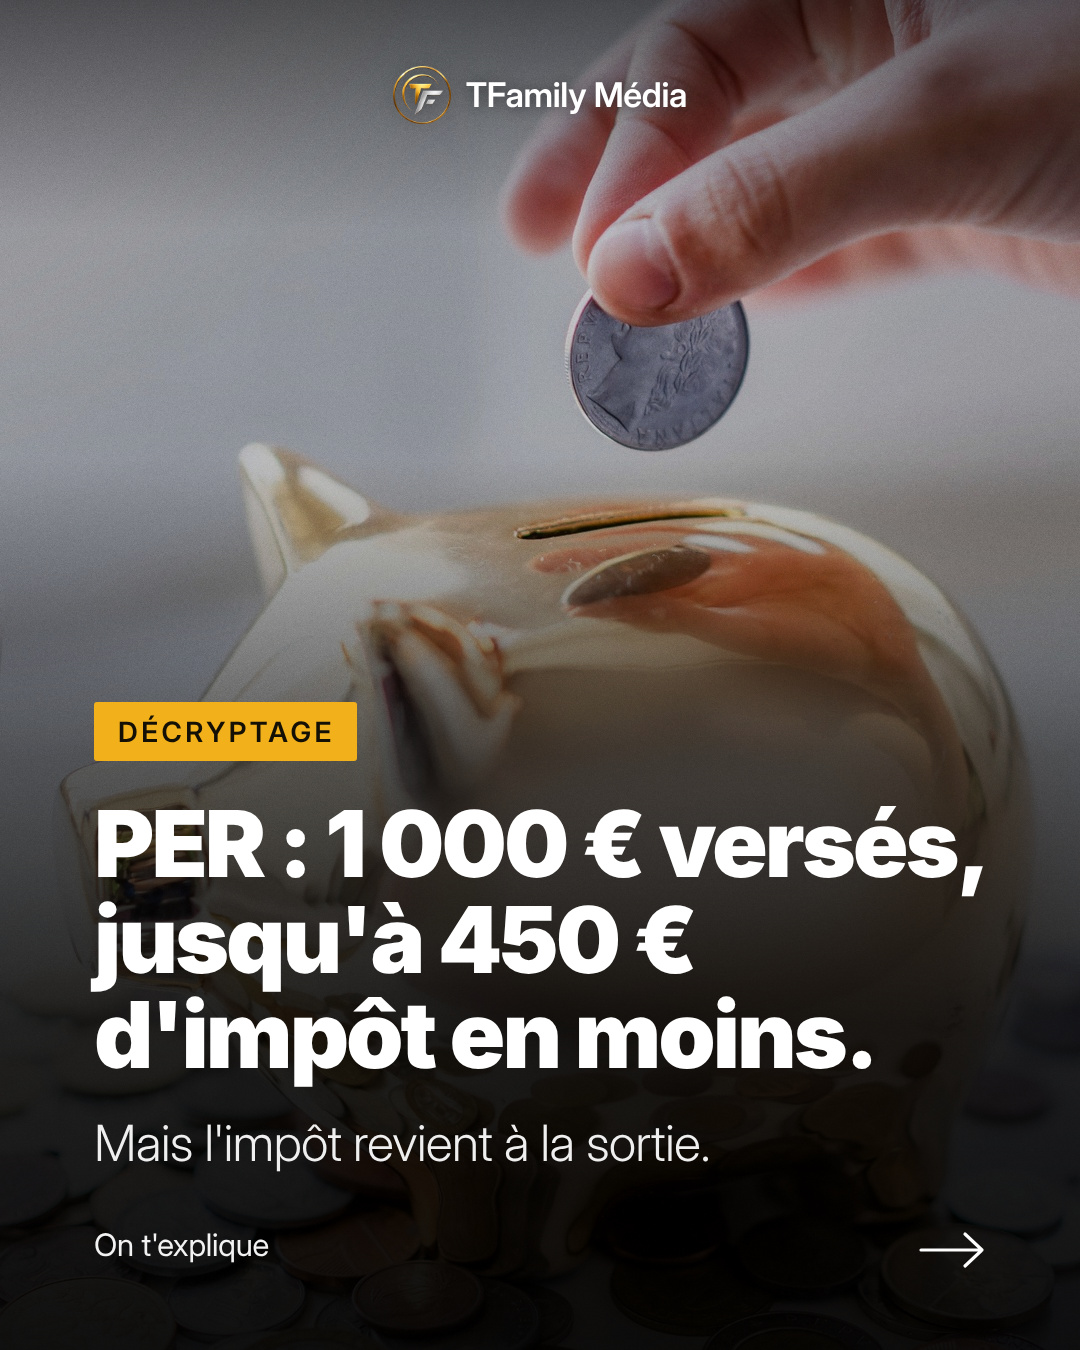 TFamily Média
DÉCRYPTAGE
PER : 1 000 € versés,
jusqu'à 450 €
d'impôt en moins.
Mais l'impôt revient à la sortie.
On t'explique